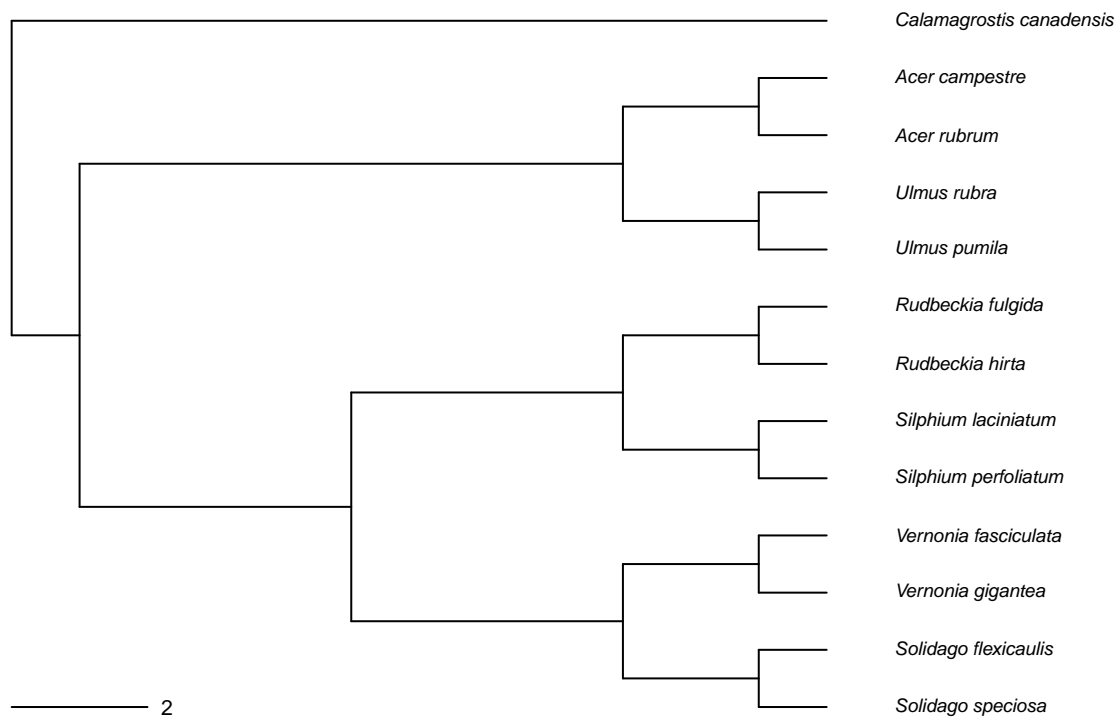 Calamagrostis canadensis
Acer campestre
Acer rubrum
Ulmus rubra
Ulmus pumila
Rudbeckia fulgida
Rudbeckia hirta
Silphium laciniatum
Silphium perfoliatum
Vernonia fasciculata
Vernonia gigantea
Solidago flexicaulis
Solidago speciosa
2